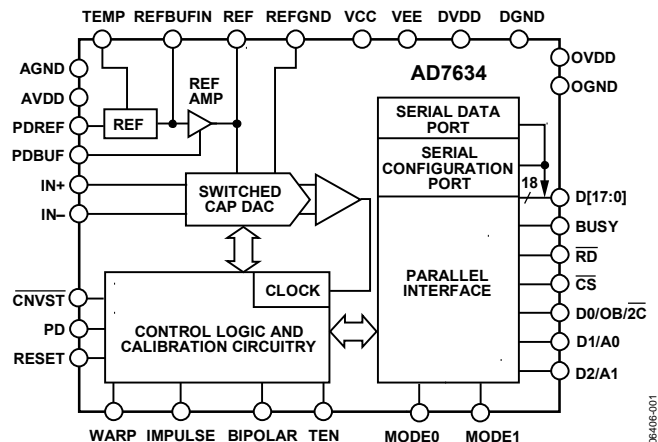 TEMP REFBUFIN REF REFGND VCC VEE DVDD DGND
AGND
AVDD
PDREF
PDBUF
IN+
IN–
CNVST
PD
RESET
OVDD
OGND
AD7634
REF
AMP
REF
SERIAL DATA
PORT
SERIAL
CONFIGURATION
PORT
18
SWITCHED
CAP DAC
D[17:0]
BUSY
RD
CS
D0/OB/2C
D1/A0
D2/A1
CLOCK
PARALLEL
INTERFACE
CONTROL LOGIC AND
CALIBRATION CIRCUITRY
WARP IMPULSE BIPOLAR TEN MODE0 MODE1
06406-001